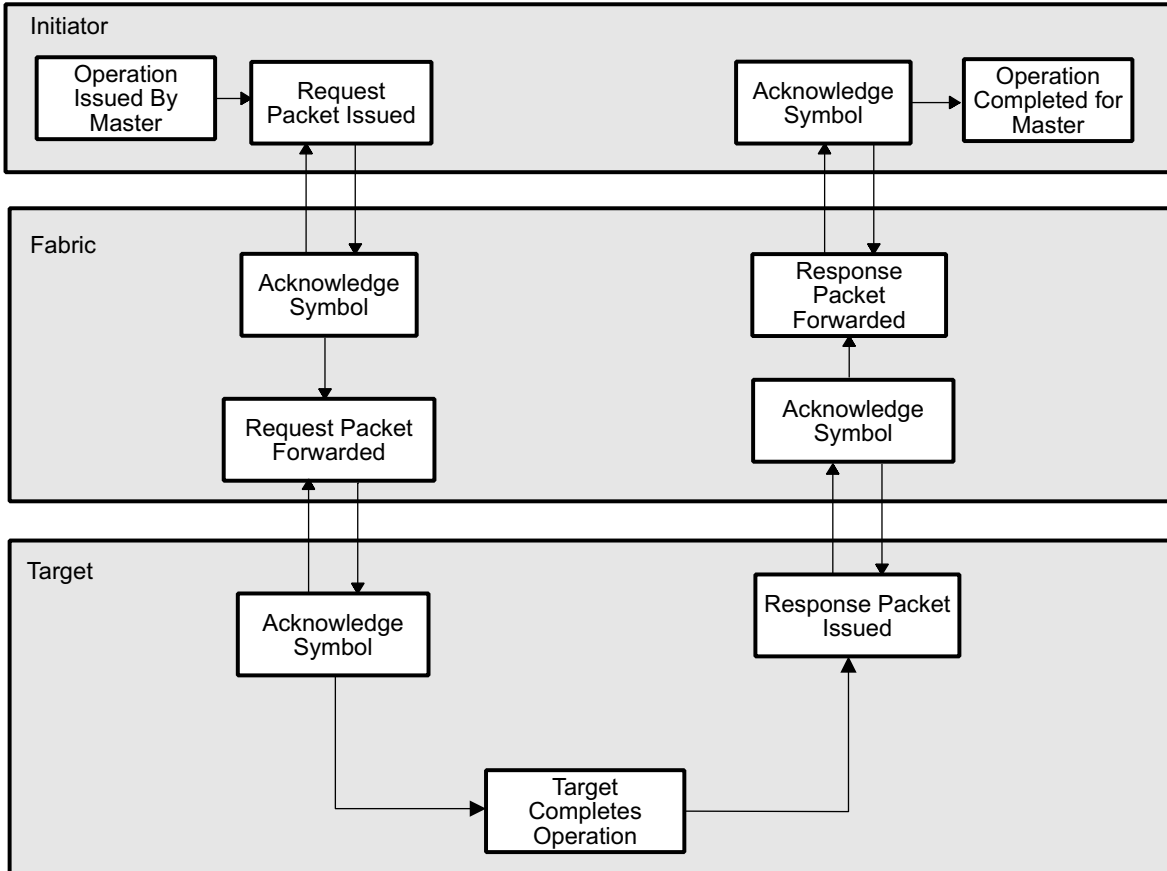 Initiator
Operation
Issued By
Master
Request
Packet Issued
Acknowledge
Symbol
Operation
Completed for
Master
Fabric
Acknowledge
Symbol
Response
Packet
Forwarded
Request Packet
Forwarded
Acknowledge
Symbol
Target
Acknowledge
Symbol
Response Packet
Issued
Target
Completes
Operation